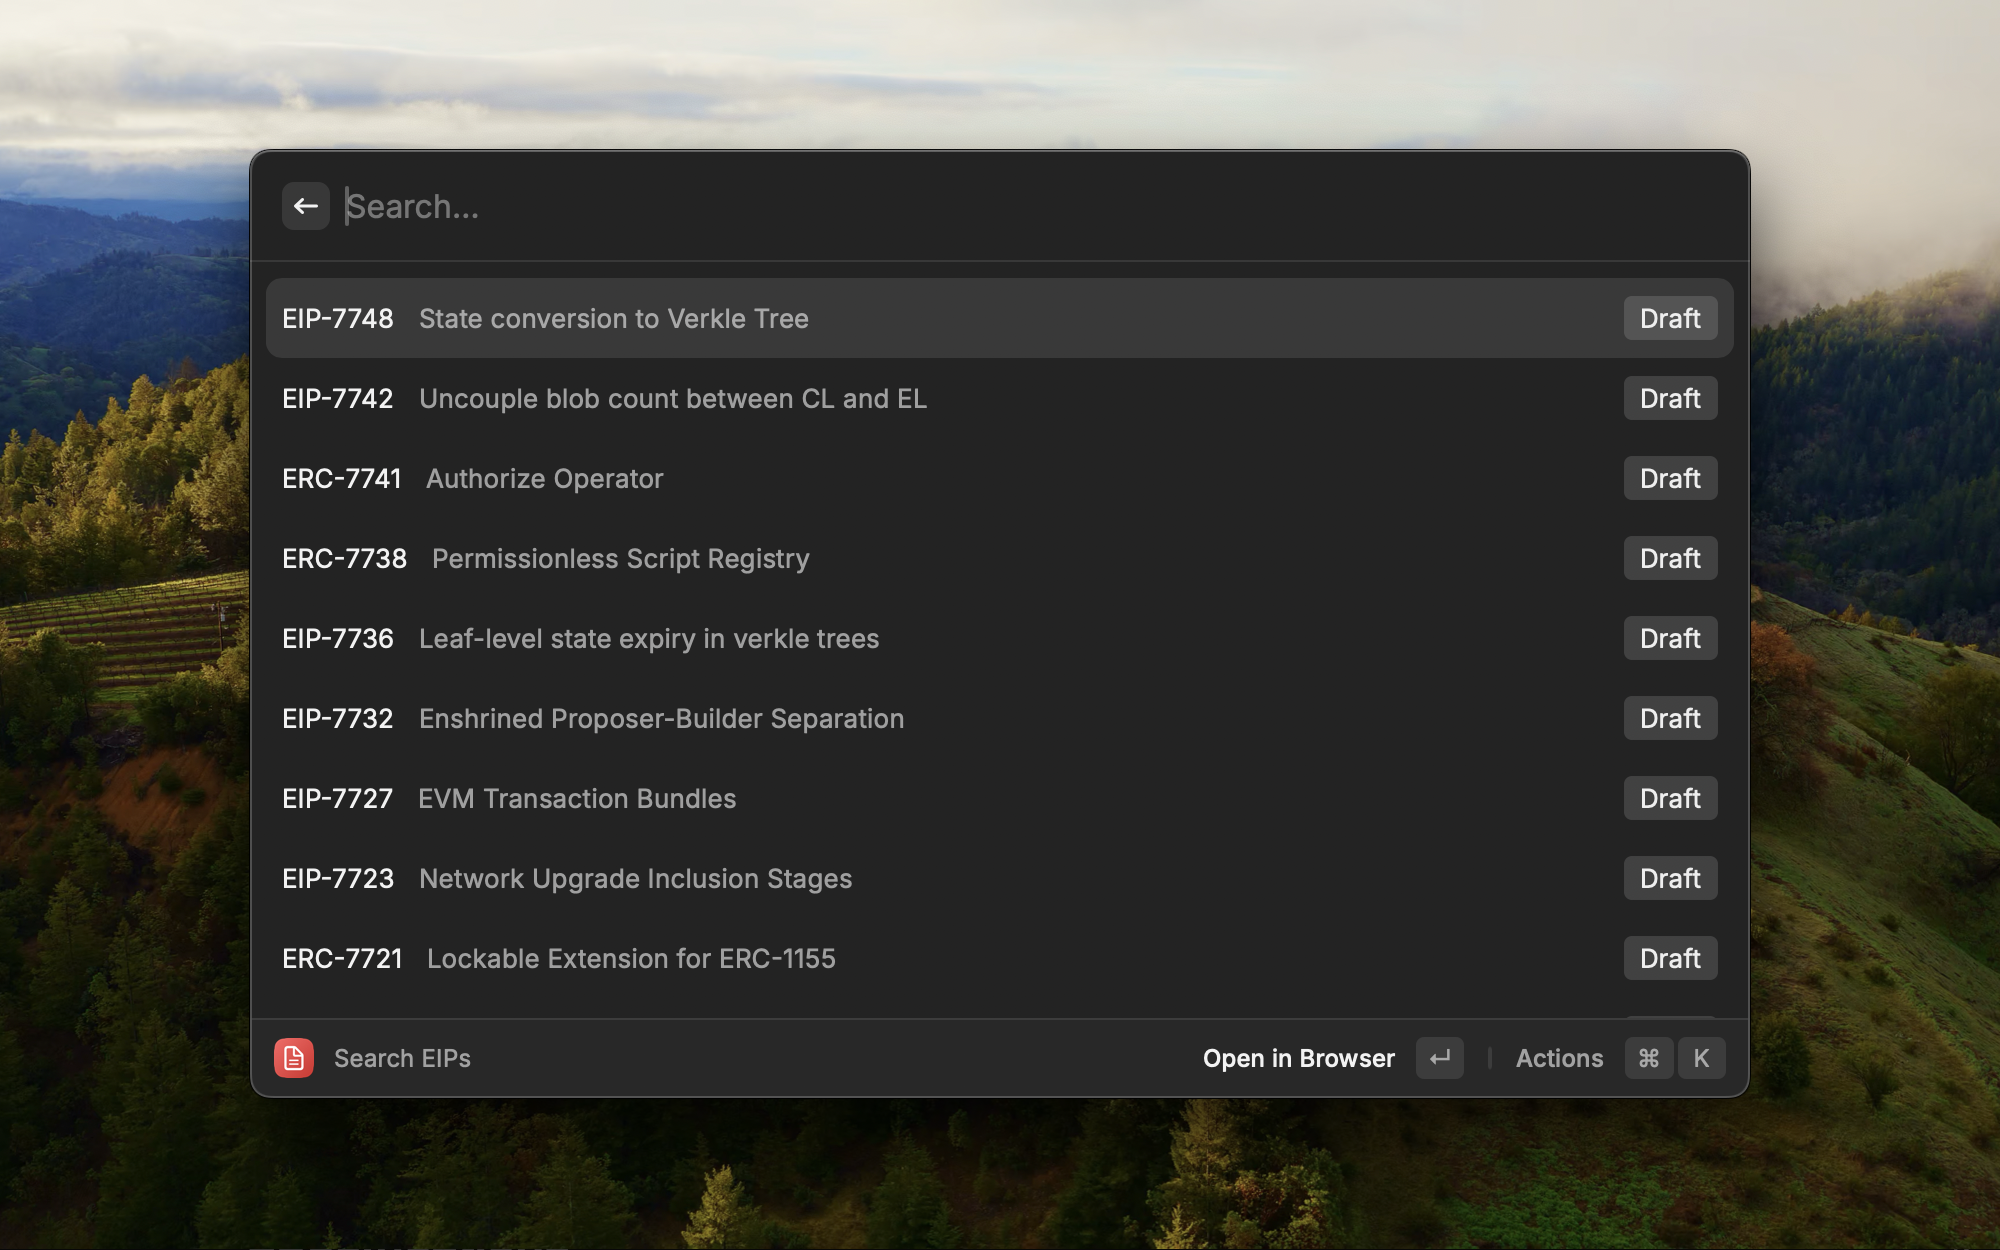 Search...
EIP-7748 State conversion to Verkle Tree Draft
EIP-7742 Uncouple blob count between CL and EL Draft
ERC-7741 Authorize Operator Draft
ERC-7738 Permissionless Script Registry Draft
EIP-7736 Leaf-level state expiry in verkle trees Draft
EIP-7732 Enshrined Proposer-Builder Separation Draft
EIP-7727 EVM Transaction Bundles Draft
EIP-7723 Network Upgrade Inclusion Stages Draft
ERC-7721 Lockable Extension for ERC-1155 Draft
Search EIPs Open in Browser ↵ Actions ⌘ K